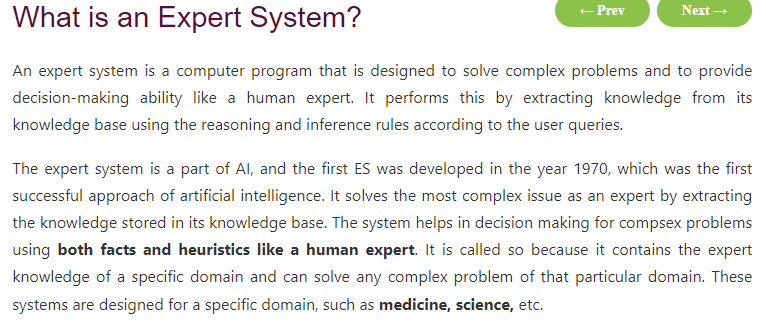 What is an Expert System?
← Prev
Next →
An expert system is a computer program that is designed to solve complex problems and to provide
decision-making ability like a human expert. It performs this by extracting knowledge from its
knowledge base using the reasoning and inference rules according to the user queries.
The expert system is a part of AI, and the first ES was developed in the year 1970, which was the first
successful approach of artificial intelligence. It solves the most complex issue as an expert by extracting
the knowledge stored in its knowledge base. The system helps in decision making for compsex problems
using both facts and heuristics like a human expert. It is called so because it contains the expert
knowledge of a specific domain and can solve any complex problem of that particular domain. These
systems are designed for a specific domain, such as medicine, science, etc.